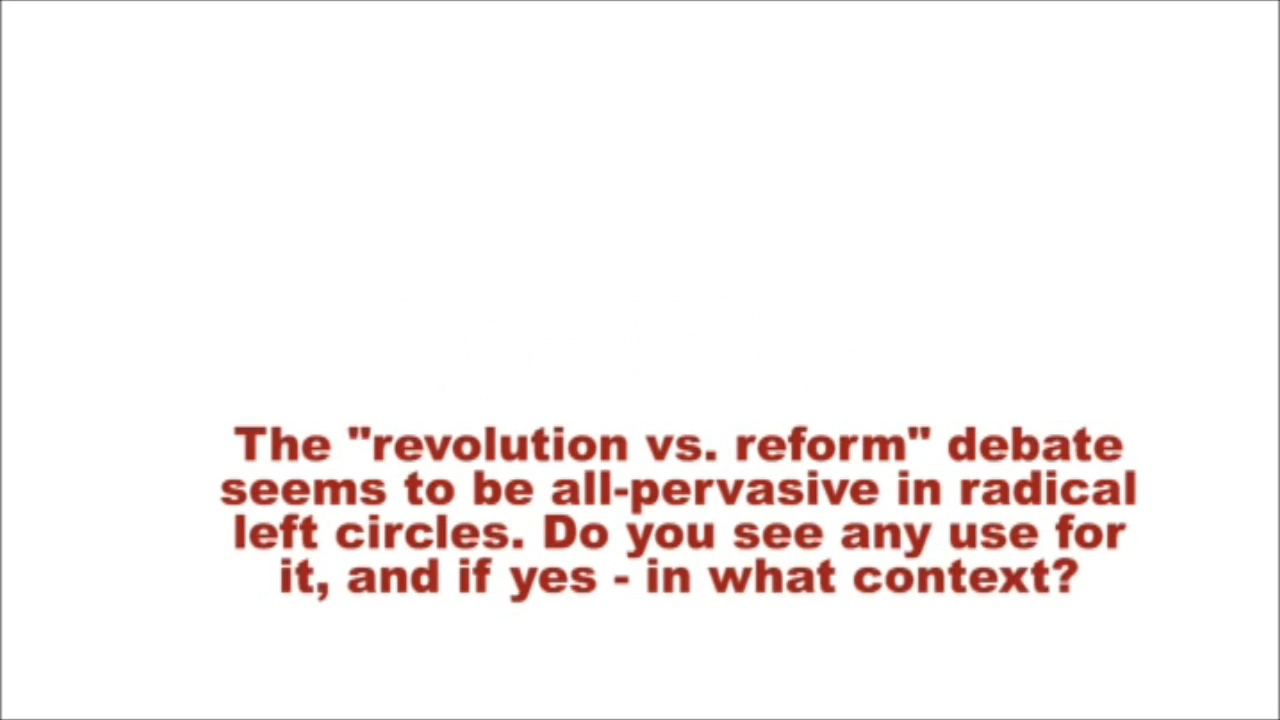 The "revolution vs. reform" debate
seems to be all-pervasive in radical
left circles. Do you see any use for
it, and if yes - in what context?